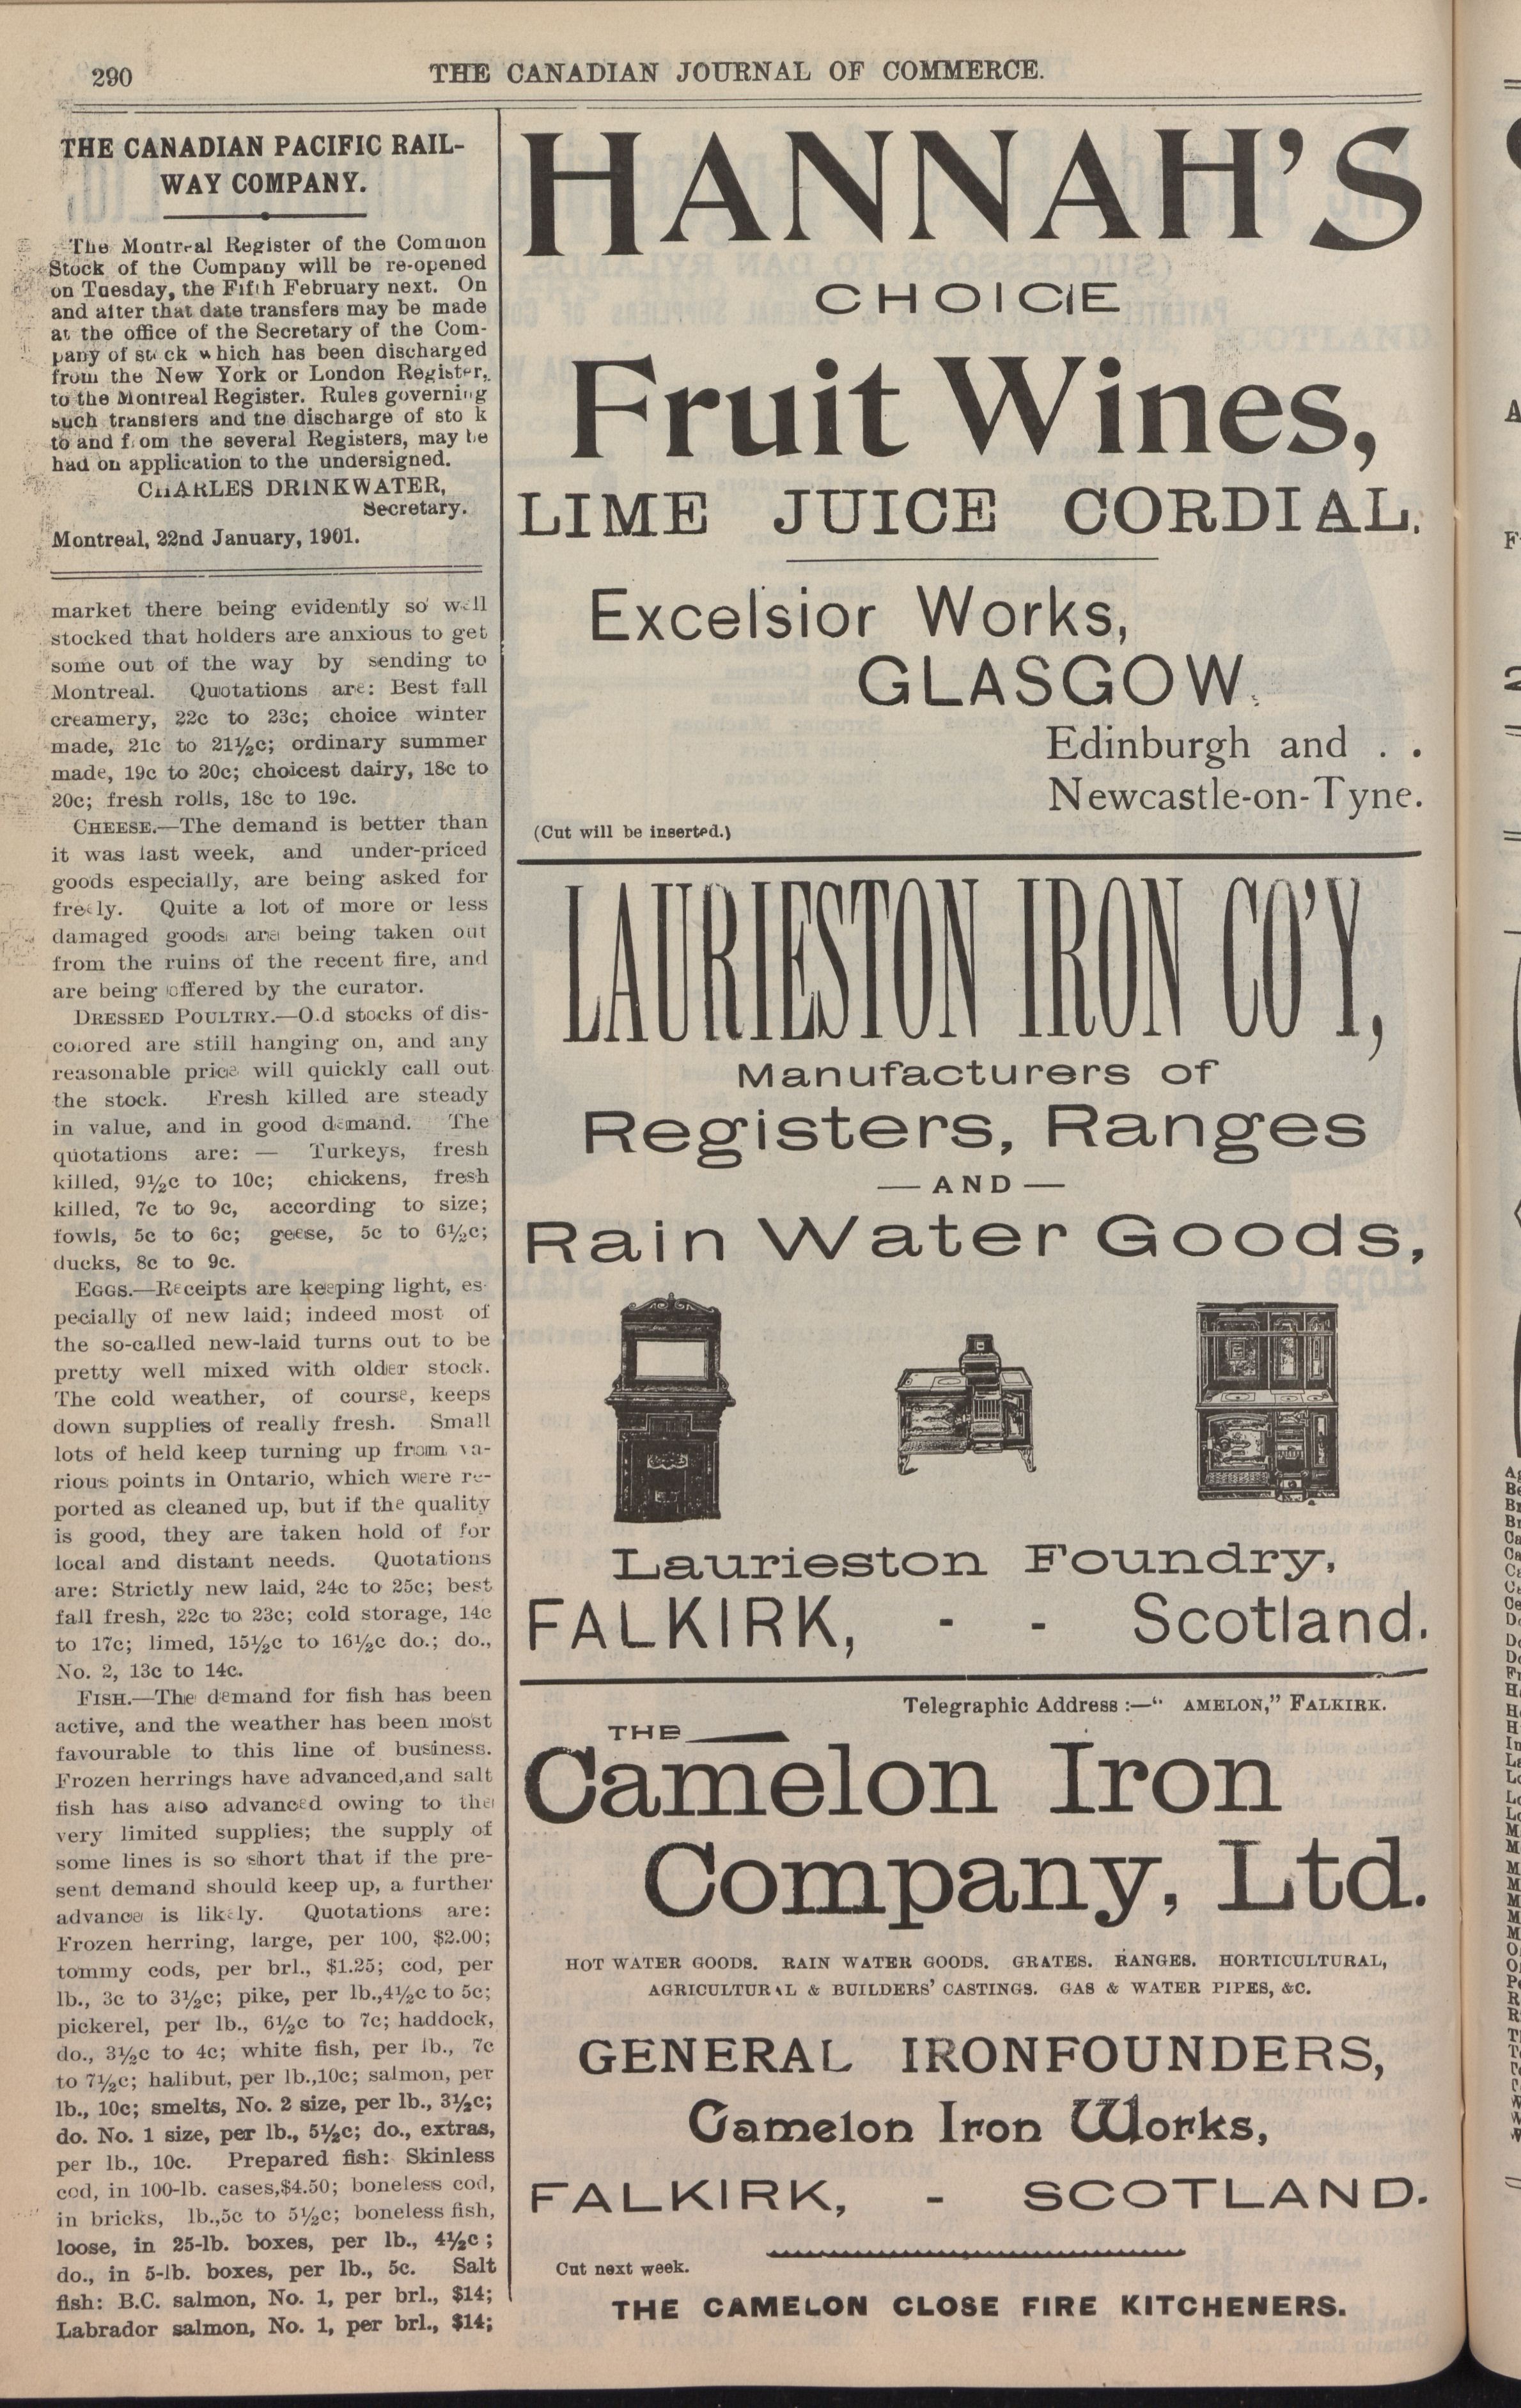 290
THE CANADIAN JOURNAL OF COMMERCE.
THE CANADIAN PACIFIC RAIL-
WAY COMPANY.
The Montreal Register of the Common
Stock of the Company will be re-opened
on Tuesday, the Fifth February next. On
and after that date transfers may be made
at the office of the Secretary of the Com-
pany of st ck which has been discharged
from the New York or London Register,
to the Montreal Register. Rules governing
such transfers and the discharge of sto k
to and f om the several Registers, may be
had on application to the undersigned.
CHARLES DRINKWATER,
Secretary.
Montreal, 22nd January, 1901.
market there being evidently so well
stocked that holders are anxious to get
some out of the way by sending to
Montreal. Quotations are: Best fall
creamery, 22c to 23c; choice winter
made, 21c to 21½c; ordinary summer
made, 19c to 20c; choicest dairy, 18c to
20c; fresh rolls, 18c to 19c.
CHEESE.—The demand is better than
it was last week, and under-priced
goods especially, are being asked for
freely. Quite a lot of more or less
damaged goods are being taken out
from the ruins of the recent fire, and
are being offered by the curator.
DRESSED POULTRY.—O.d stocks of dis-
colored are still hanging on, and any
reasonable price will quickly call out
the stock. Fresh killed are steady
in value, and in good demand. The
quotations are: — Turkeys, fresh
killed, 9½c to 10c; chickens, fresh
killed, 7c to 9c, according to size;
fowls, 5c to 6c; geese, 5c to 6½c;
ducks, 8c to 9c.
EGGS.—Receipts are keeping light, es-
pecially of new laid; indeed most of
the so-called new-laid turns out to be
pretty well mixed with older stock.
The cold weather, of course, keeps
down supplies of really fresh. Small
lots of held keep turning up from va-
rious points in Ontario, which were re-
ported as cleaned up, but if the quality
is good, they are taken hold of for
local and distant needs. Quotations
are: Strictly new laid, 24c to 25c; best
fall fresh, 22c to 23c; cold storage, 14c
to 17c; limed, 15½c to 16½c do.; do.,
No. 2, 13c to 14c.
FISH.—The demand for fish has been
active, and the weather has been most
favourable to this line of business.
Frozen herrings have advanced,and salt
fish has also advanced owing to the
very limited supplies; the supply of
some lines is so short that if the pre-
sent demand should keep up, a further
advance is likely. Quotations are:
Frozen herring, large, per 100, $2.00;
tommy cods, per brl., $1.25; cod, per
lb., 3c to 3½c; pike, per lb.,4½c to 5c;
pickerel, per lb., 6½c to 7c; haddock,
do., 3½c to 4c; white fish, per lb., 7c
to 7½c; halibut, per lb.,10c; salmon, per
lb., 10c; smelts, No. 2 size, per lb., 3½c;
do. No. 1 size, per lb., 5½c; do., extras,
per lb., 10c. Prepared fish: Skinless
cod, in 100-lb. cases,$4.50; boneless cod,
in bricks, lb.,5c to 5½c; boneless fish,
loose, in 25-lb. boxes, per lb., 4½c;
do., in 5-lb. boxes, per lb., 5c. Salt
fish: B.C. salmon, No. 1, per brl., $14;
Labrador salmon, No. 1, per brl., $14;
HANNAH'S
CHOICE
Fruit Wines,
LIME JUICE CORDIAL.
Excelsior Works,
GLASGOW.
Edinburgh and . .
Newcastle-on-Tyne.
(Cut will be inserted.)
LAURIESTON IRON CO'Y,
Manufacturers of
Registers, Ranges
— AND —
Rain Water Goods,
Laurieston Foundry,
FALKIRK, - - Scotland.
Telegraphic Address :—“ AMELON,” FALKIRK.
THE
Camelon Iron
Company, Ltd.
HOT WATER GOODS. RAIN WATER GOODS. GRATES. RANGES. HORTICULTURAL,
AGRICULTURAL & BUILDERS' CASTINGS. GAS & WATER PIPES, &C.
GENERAL IRONFOUNDERS,
Camelon Iron Works,
FALKIRK, - SCOTLAND.
Cut next week.
THE CAMELON CLOSE FIRE KITCHENERS.